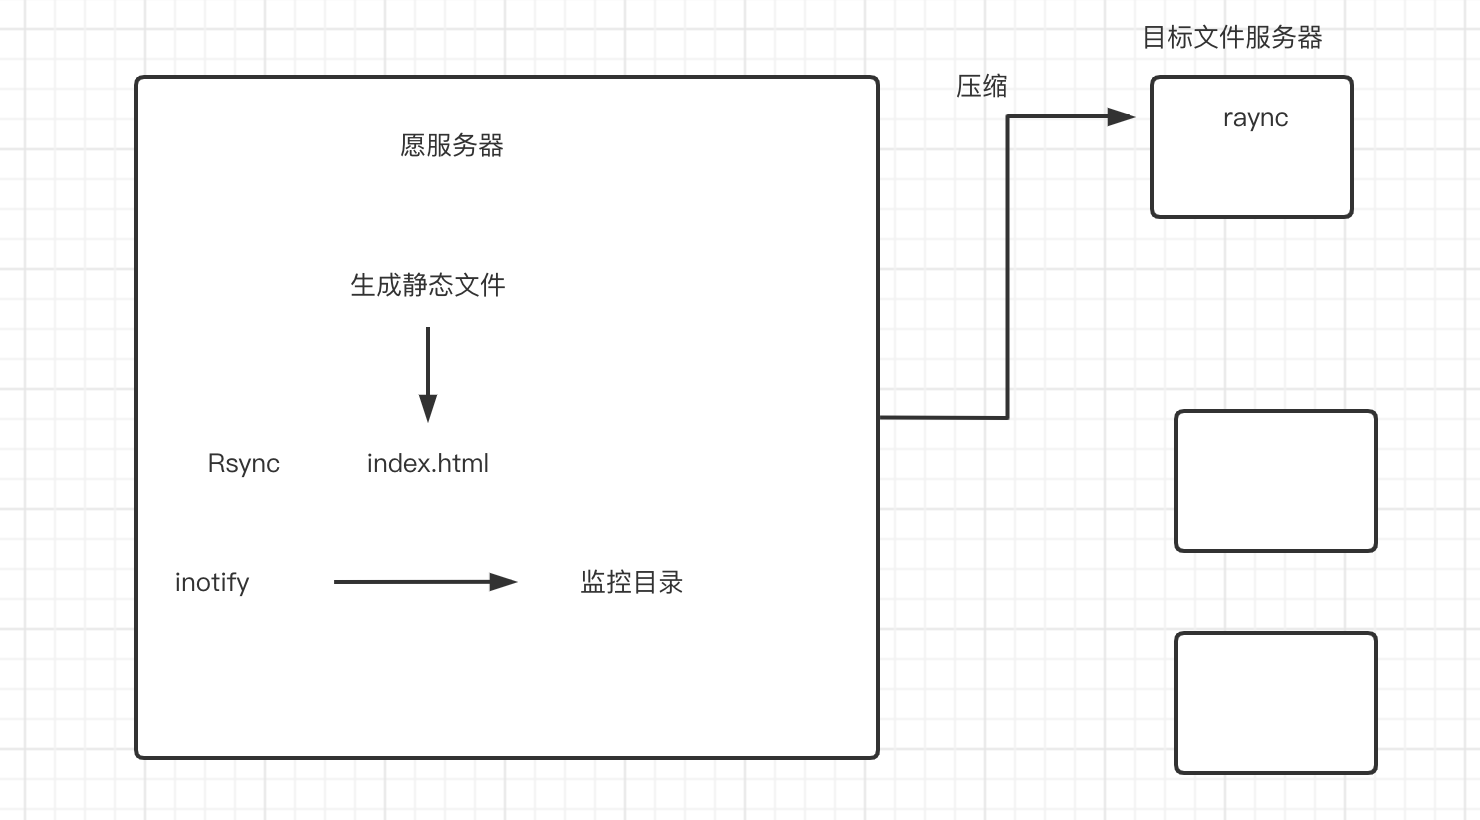 目标文件服务器
压缩
raync
愿服务器
生成静态文件
Rsync
index.html
inotify
监控目录